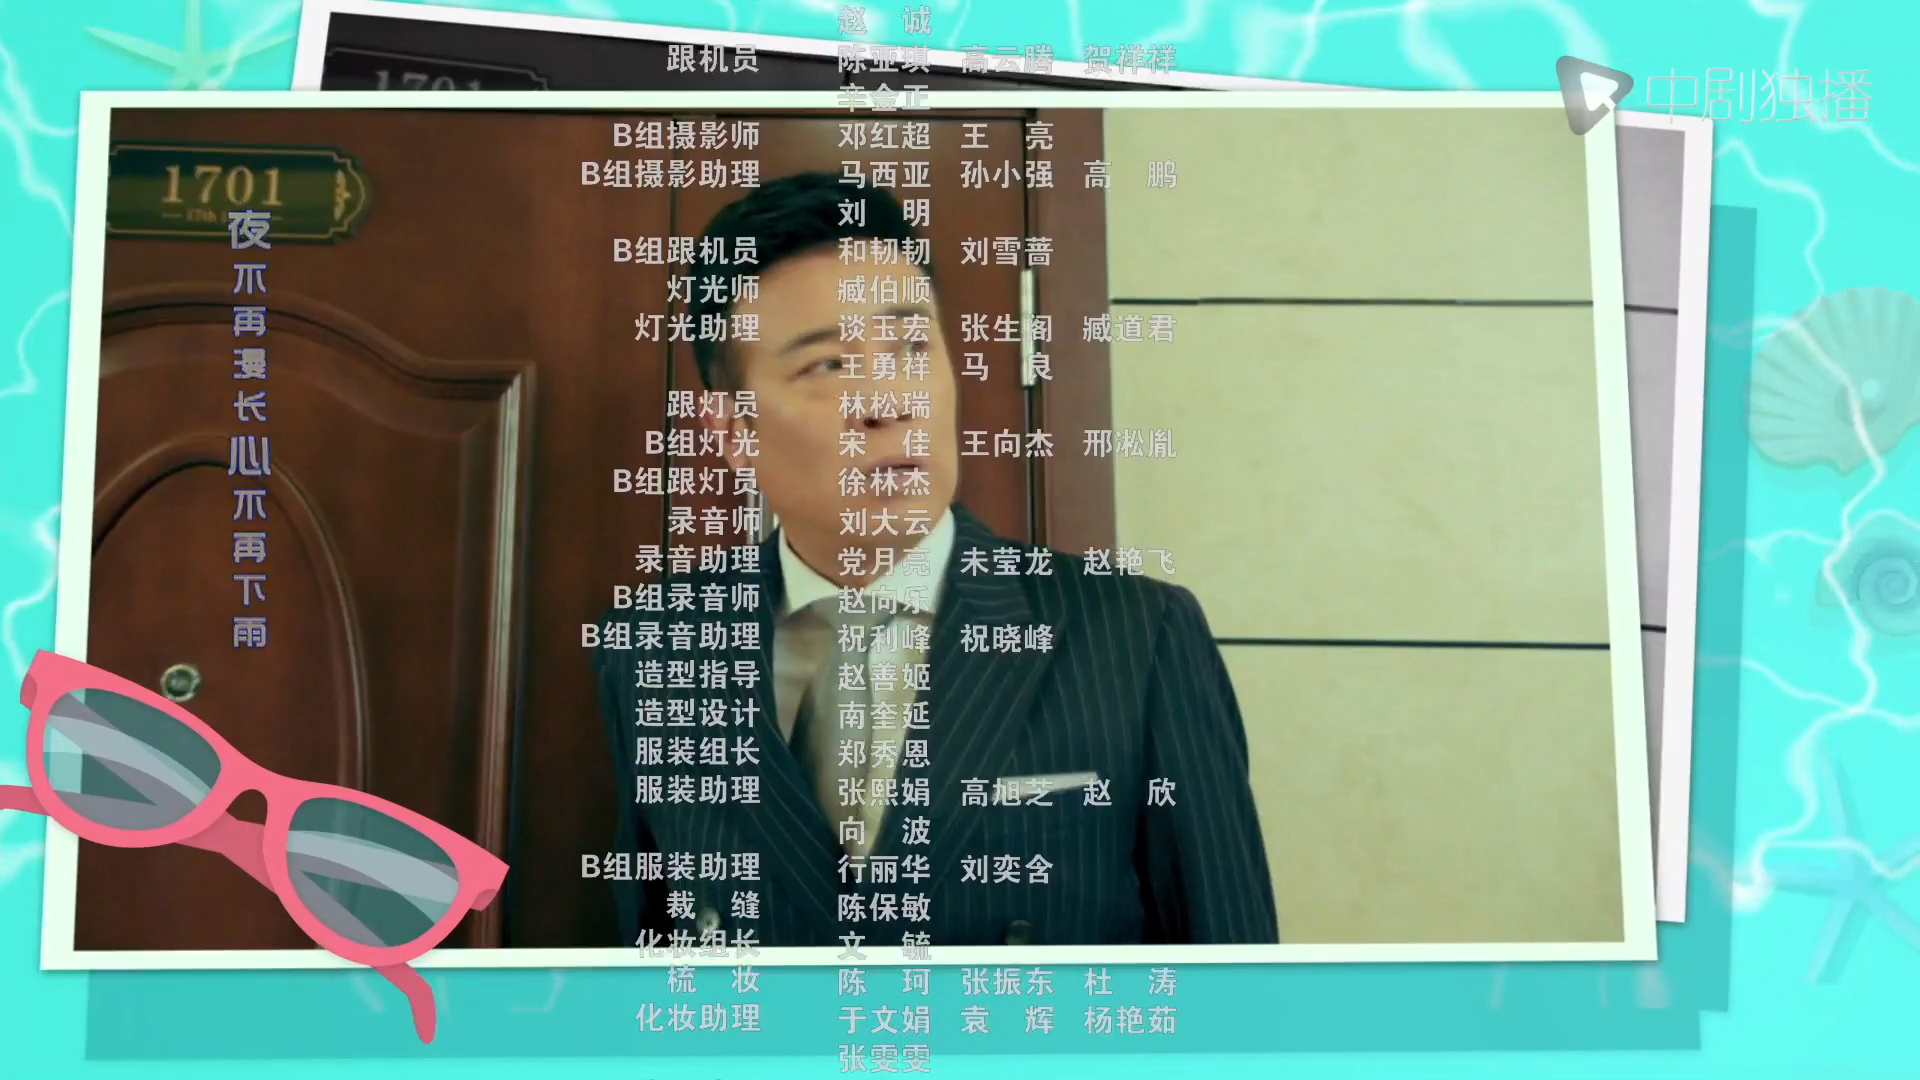 赵 诚
跟机员 陈亚琪 高云腾 贺祥祥
辛金正
中剧独播
B组摄影师 邓红超 王 亮
B组摄影助理 马西亚 孙小强 高 鹏
1701
刘 明
B组跟机员 和韧韧 刘雪蔷
灯光师 臧伯顺
灯光助理 谈玉宏 张生阁 臧道君
王勇祥 马 良
跟灯员 林松瑞
B组灯光 宋 佳 王向杰 邢凇胤
B组跟灯员 徐林杰
录音师 刘大云
录音助理 党月亮 未莹龙 赵艳飞
B组录音师 赵向乐
B组录音助理 祝利峰 祝晓峰
造型指导 赵善姬
造型设计 南奎延
服装组长 郑秀恩
服装助理 张熙娟 高旭芝 赵 欣
向 波
B组服装助理 行丽华 刘奕含
裁 缝 陈保敏
化妆组长 文 毓
梳 妆 陈 珂 张振东 杜 涛
化妆助理 于文娟 袁 辉 杨艳茹
张雯雯
夜不再漫长心不再下雨
1701